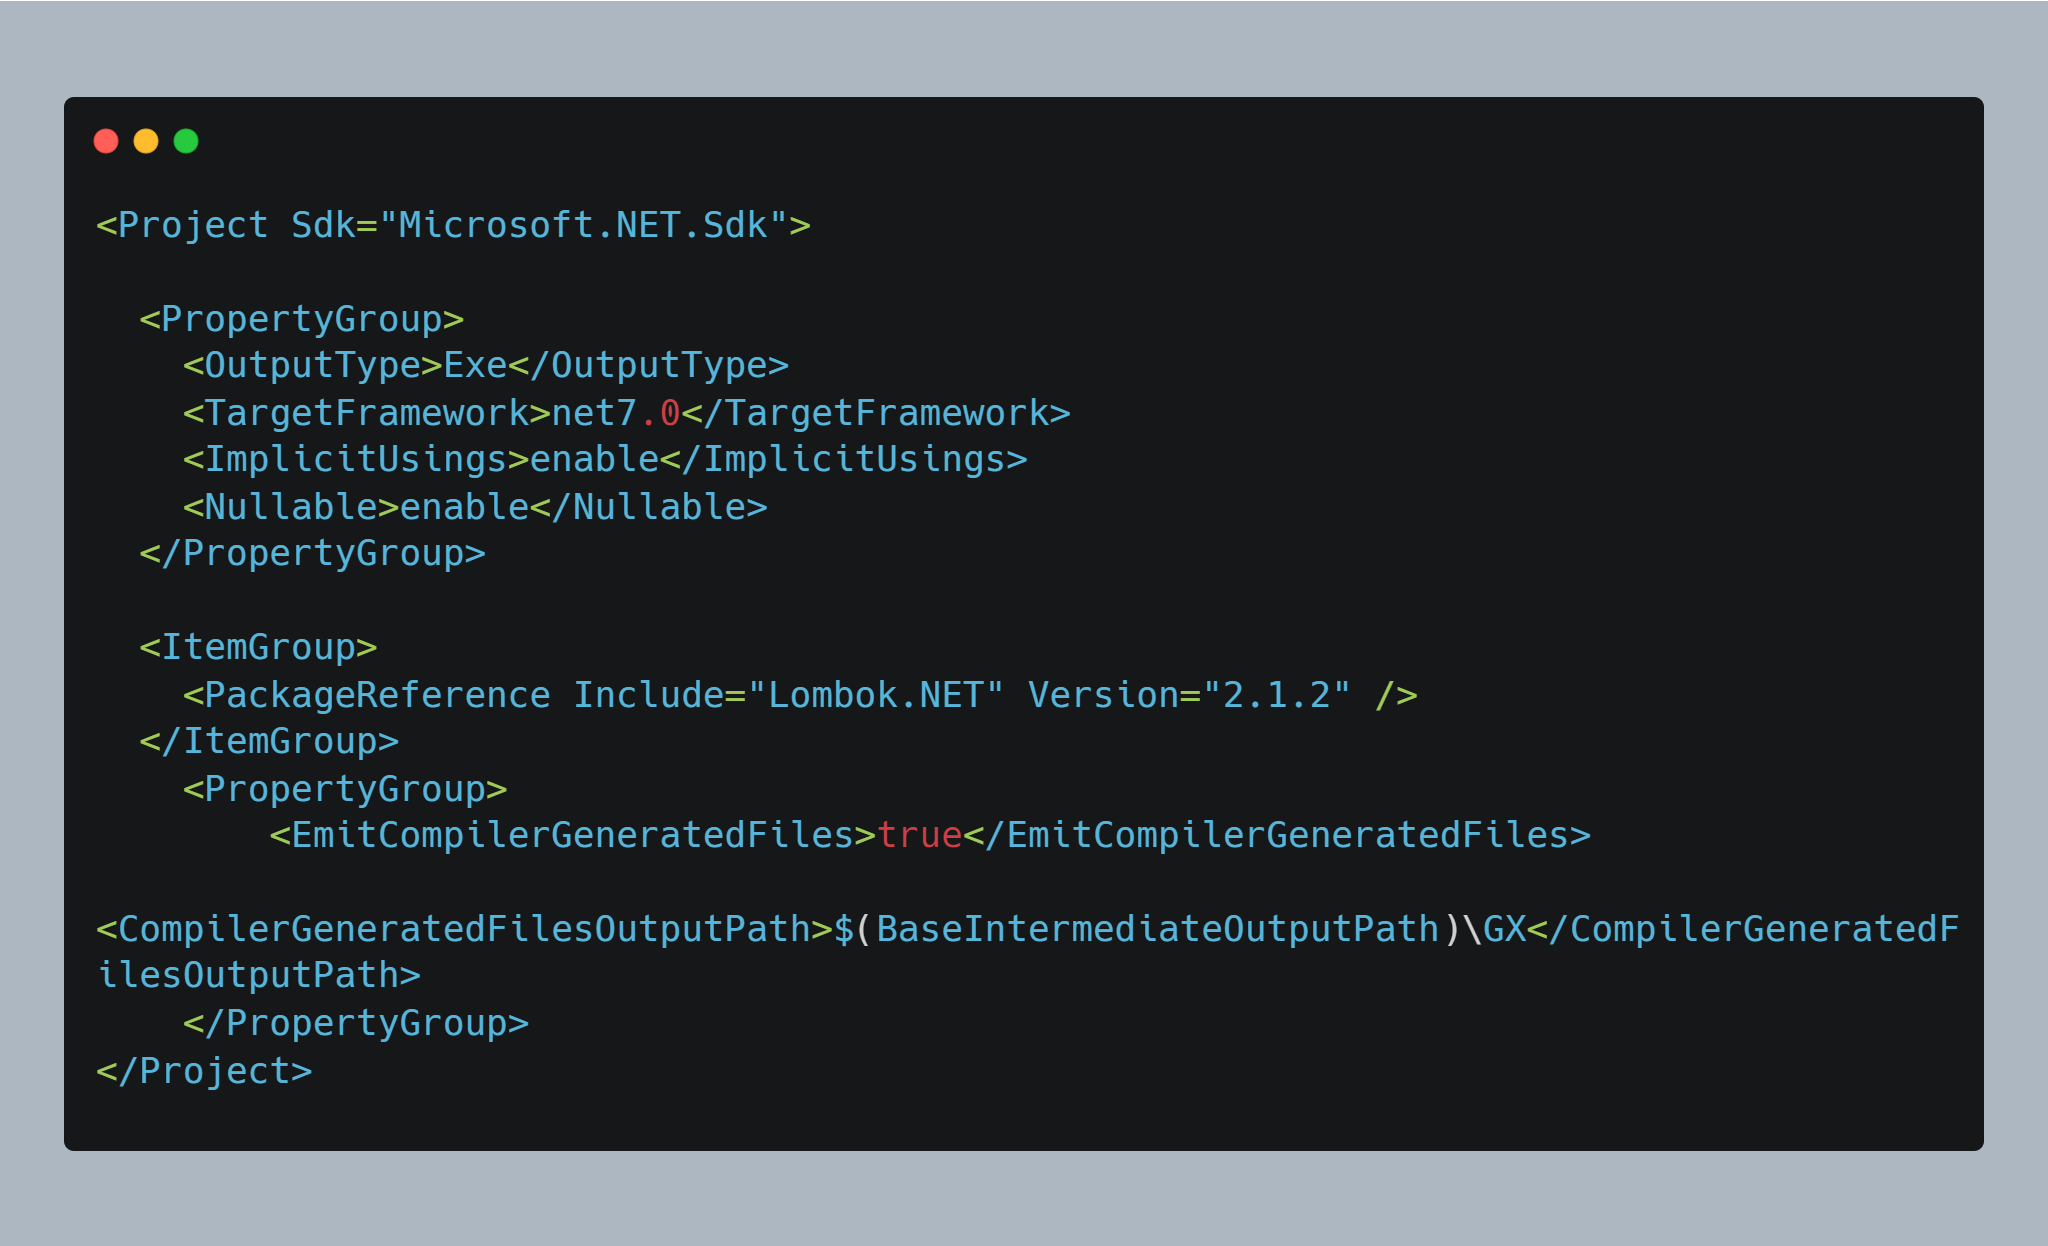 <Project Sdk="Microsoft.NET.Sdk">

  <PropertyGroup>
    <OutputType>Exe</OutputType>
    <TargetFramework>net7.0</TargetFramework>
    <ImplicitUsings>enable</ImplicitUsings>
    <Nullable>enable</Nullable>
  </PropertyGroup>

  <ItemGroup>
    <PackageReference Include="Lombok.NET" Version="2.1.2" />
  </ItemGroup>
    <PropertyGroup>
        <EmitCompilerGeneratedFiles>true</EmitCompilerGeneratedFiles>

<CompilerGeneratedFilesOutputPath>$(BaseIntermediateOutputPath)\GX</CompilerGeneratedF
ilesOutputPath>
    </PropertyGroup>
</Project>